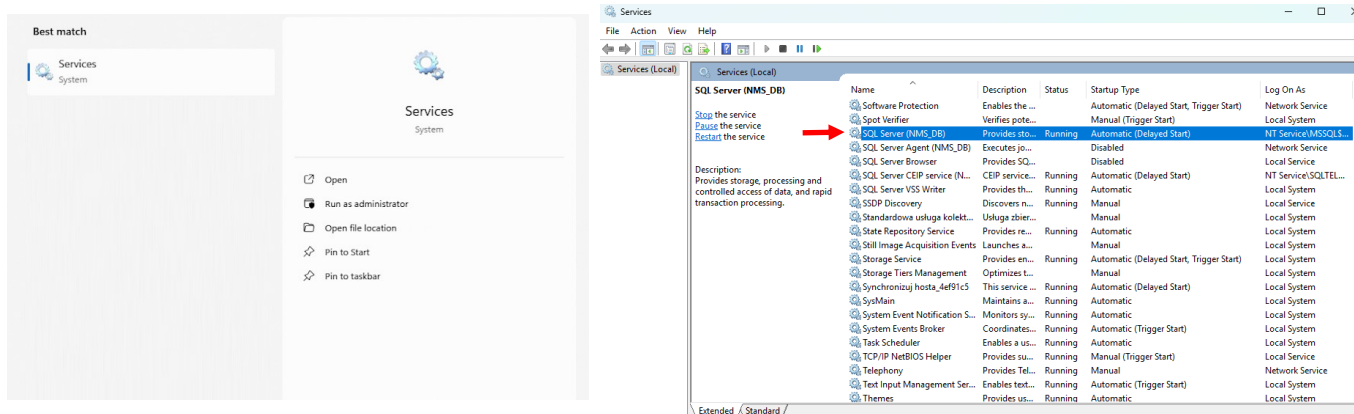 Best match
Services
System
Services
System
Open
Run as administrator
Open file location
Pin to Start
Pin to taskbar
Services
File Action View Help
Services (Local)
Services (Local)
SQL Server (NMS_DB)
Stop the service
Pause the service
Restart the service
Description:
Provides storage, processing and
controlled access of data, and rapid
transaction processing.
Name Description Status Startup Type Log On As
Software Protection Enables the ... Automatic (Delayed Start, Trigger Start) Network Service
Spot Verifier Verifies pote... Manual (Trigger Start) Local System
SQL Server (NMS_DB) Provides sto... Running Automatic (Delayed Start) NT Service\MSSQL$...
SQL Server Agent (NMS_DB) Executes jo... Disabled Network Service
SQL Server Browser Provides SQ... Disabled Local Service
SQL Server CEIP service (N... CEIP service... Running Automatic (Delayed Start) NT Service\SQLTEL...
SQL Server VSS Writer Provides th... Running Automatic Local System
SSDP Discovery Discovers n... Running Manual Local Service
Standardowa usługa kolekt... Usługa zbier... Manual Local System
State Repository Service Provides re... Running Automatic Local System
Still Image Acquisition Events Launches a... Manual Local System
Storage Service Provides en... Running Automatic (Delayed Start, Trigger Start) Local System
Storage Tiers Management Optimizes t... Manual Local System
Synchronizuj hosta_4ef91c5 This service ... Running Automatic (Delayed Start) Local System
SysMain Maintains a... Running Automatic Local System
System Event Notification S... Monitors sy... Running Automatic Local System
System Events Broker Coordinates... Running Automatic (Trigger Start) Local System
Task Scheduler Enables a us... Running Automatic Local System
TCP/IP NetBIOS Helper Provides su... Running Manual (Trigger Start) Local Service
Telephony Provides Tel... Running Manual Network Service
Text Input Management Ser... Enables text... Running Automatic (Trigger Start) Local System
Themes Provides us... Running Automatic Local System
Extended Standard